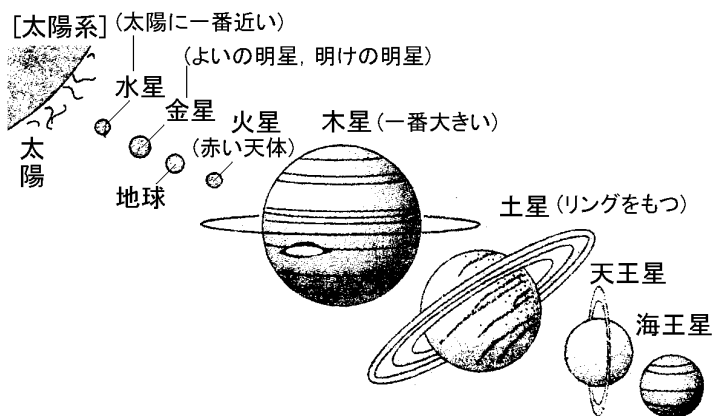 [太陽系]
(太陽に一番近い)
水星
(よいの明星, 明けの明星)
金星
火星
(赤い天体)
木星 (一番大きい)
太陽
地球
土星 (リングをもつ)
天王星
海王星